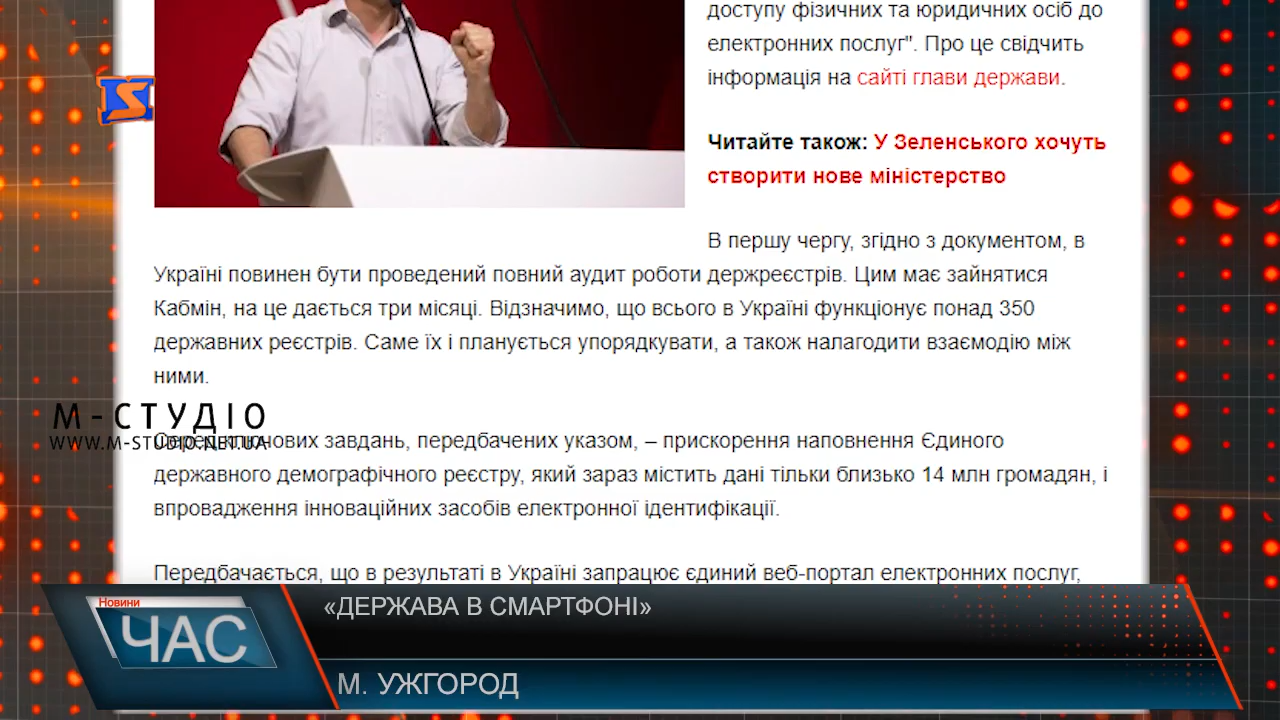 доступу фізичних та юридичних осіб до
електронних послуг". Про це свідчить
інформація на сайті глави держави.
Читайте також: У Зеленського хочуть
створити нове міністерство
В першу чергу, згідно з документом, в
Україні повинен бути проведений повний аудит роботи держреєстрів. Цим має зайнятися
Кабмін, на це дається три місяці. Відзначимо, що всього в Україні функціонує понад 350
державних реєстрів. Саме їх і планується упорядкувати, а також налагодити взаємодію між
ними.
М-СТУДІО
WWW.M-STUDIO.NET.UA
Серед ключових завдань, передбачених указом, – прискорення наповнення Єдиного
державного демографічного реєстру, який зараз містить дані тільки близько 14 млн громадян, і
впровадження інноваційних засобів електронної ідентифікації.
Передбачається, що в результаті в Україні запрацює єдиний веб-портал електронних послуг,
Новини
ЧАС
«ДЕРЖАВА В СМАРТФОНІ»
М. УЖГОРОД